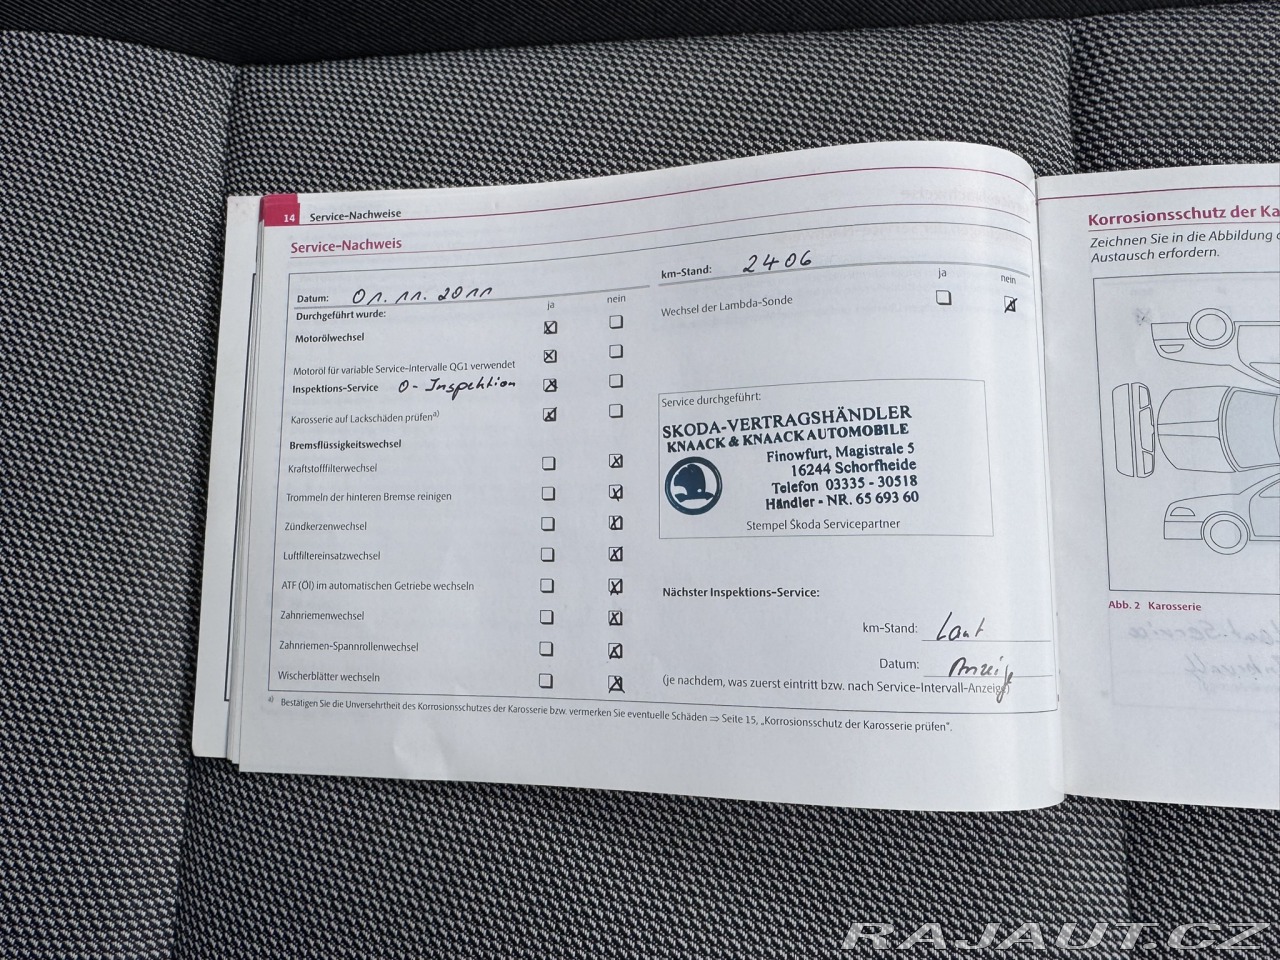 14 Service-Nachweise
Service-Nachweis
Datum: 01.11.2011
ja nein
Durchgeführt wurde:
Motorölwechsel
Motoröl für variable Service-Intervalle QG1 verwendet
Inspektions-Service 0-Inspektion
Karosserie auf Lackschäden prüfen a)
Bremsflüssigkeitswechsel
Kraftstofffilterwechsel
Trommeln der hinteren Bremse reinigen
Zündkerzenwechsel
Luftfiltereinsatzwechsel
ATF (Öl) im automatischen Getriebe wechseln
Zahnriemenwechsel
Zahnriemen-Spannrollenwechsel
Wischerblätter wechseln
km-Stand: 2406
ja nein
Wechsel der Lambda-Sonde
Service durchgeführt:
SKODA-VERTRAGSHÄNDLER
KNAACK & KNAACK AUTOMOBILE
Finowfurt, Magistrale 5
16244 Schorfheide
Telefon 03335 - 30518
Händler - NR. 65 693 60
Stempel Škoda Servicepartner
Nächster Inspektions-Service:
km-Stand: Laut
Datum: Anzeige
(je nachdem, was zuerst eintritt bzw. nach Service-Intervall-Anzeige)
a) Bestätigen Sie die Unversehrtheit des Korrosionsschutzes der Karosserie bzw. vermerken Sie eventuelle Schäden ⇒ Seite 15, „Korrosionsschutz der Karosserie prüfen“.
Korrosionsschutz der Ka
Zeichnen Sie in die Abbildung
Austausch erfordern.
Abb. 2 Karosserie
RAJAUT.CZ